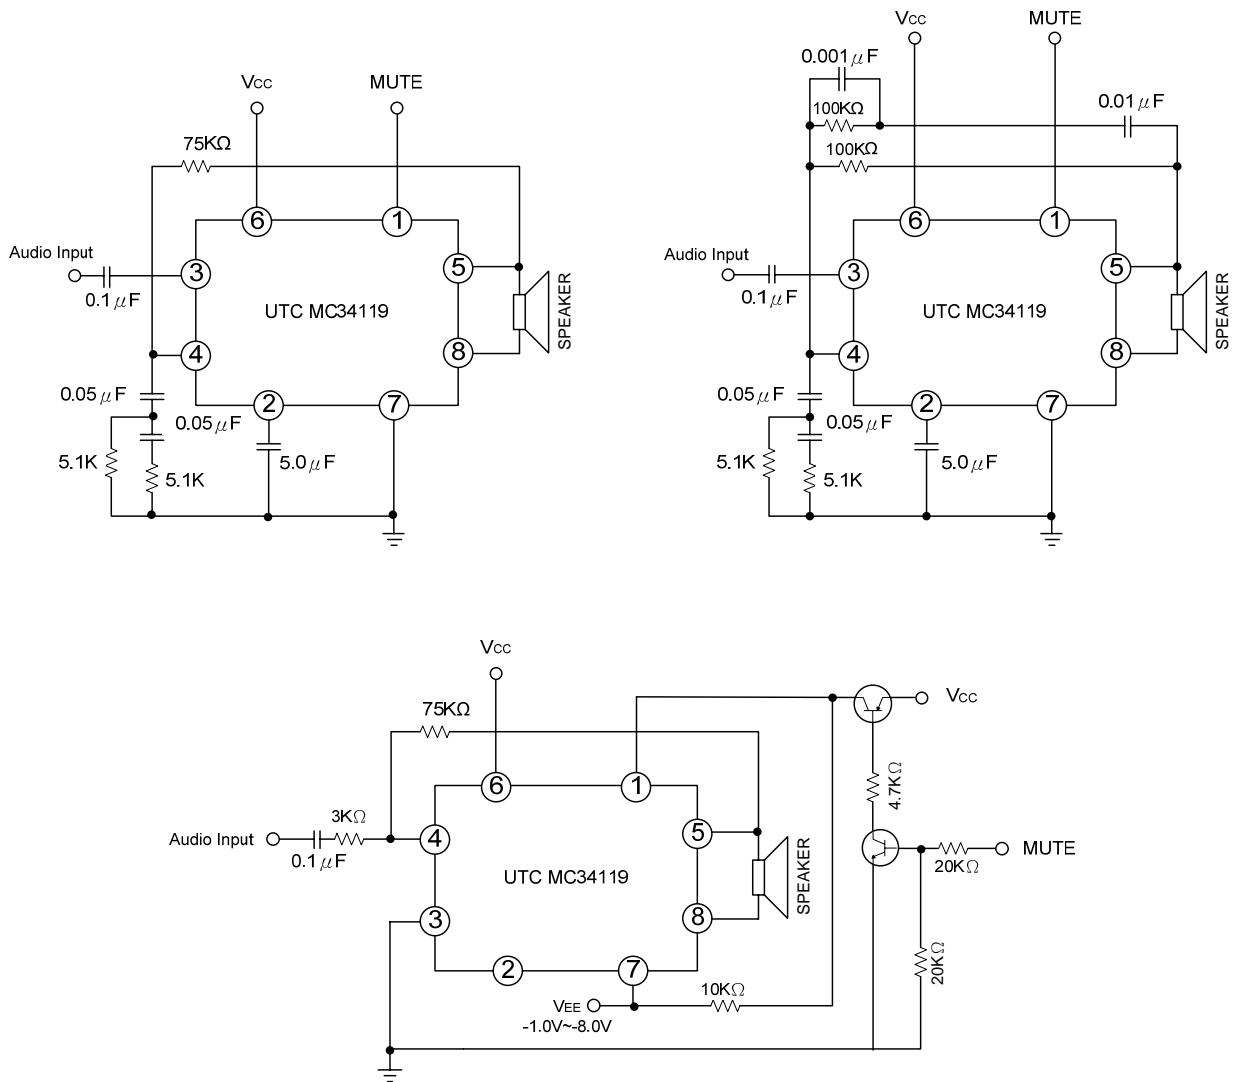 VCC
MUTE
75KΩ
6
1
Audio Input
3
5
0.1μF
UTC MC34119
SPEAKER
4
8
0.05μF
2
7
0.05μF
5.1K
5.0μF
5.1K
VCC
MUTE
0.001μF
100KΩ
0.01μF
100KΩ
6
1
Audio Input
3
5
0.1μF
UTC MC34119
SPEAKER
4
8
0.05μF
2
7
0.05μF
5.1K
5.0μF
5.1K
VCC
VCC
75KΩ
6
1
4.7KΩ
3KΩ
Audio Input
4
5
0.1μF
MUTE
20KΩ
UTC MC34119
SPEAKER
3
8
2
7
20KΩ
10KΩ
VEE
-1.0V~-8.0V